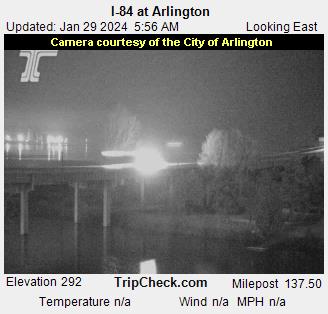 I-84 at Arlington
Updated: Jan 29 2024 5:56 AM Looking East
Camera courtesy of the City of Arlington
Elevation 292 TripCheck.com Milepost 137.50
Temperature n/a Wind n/a MPH n/a